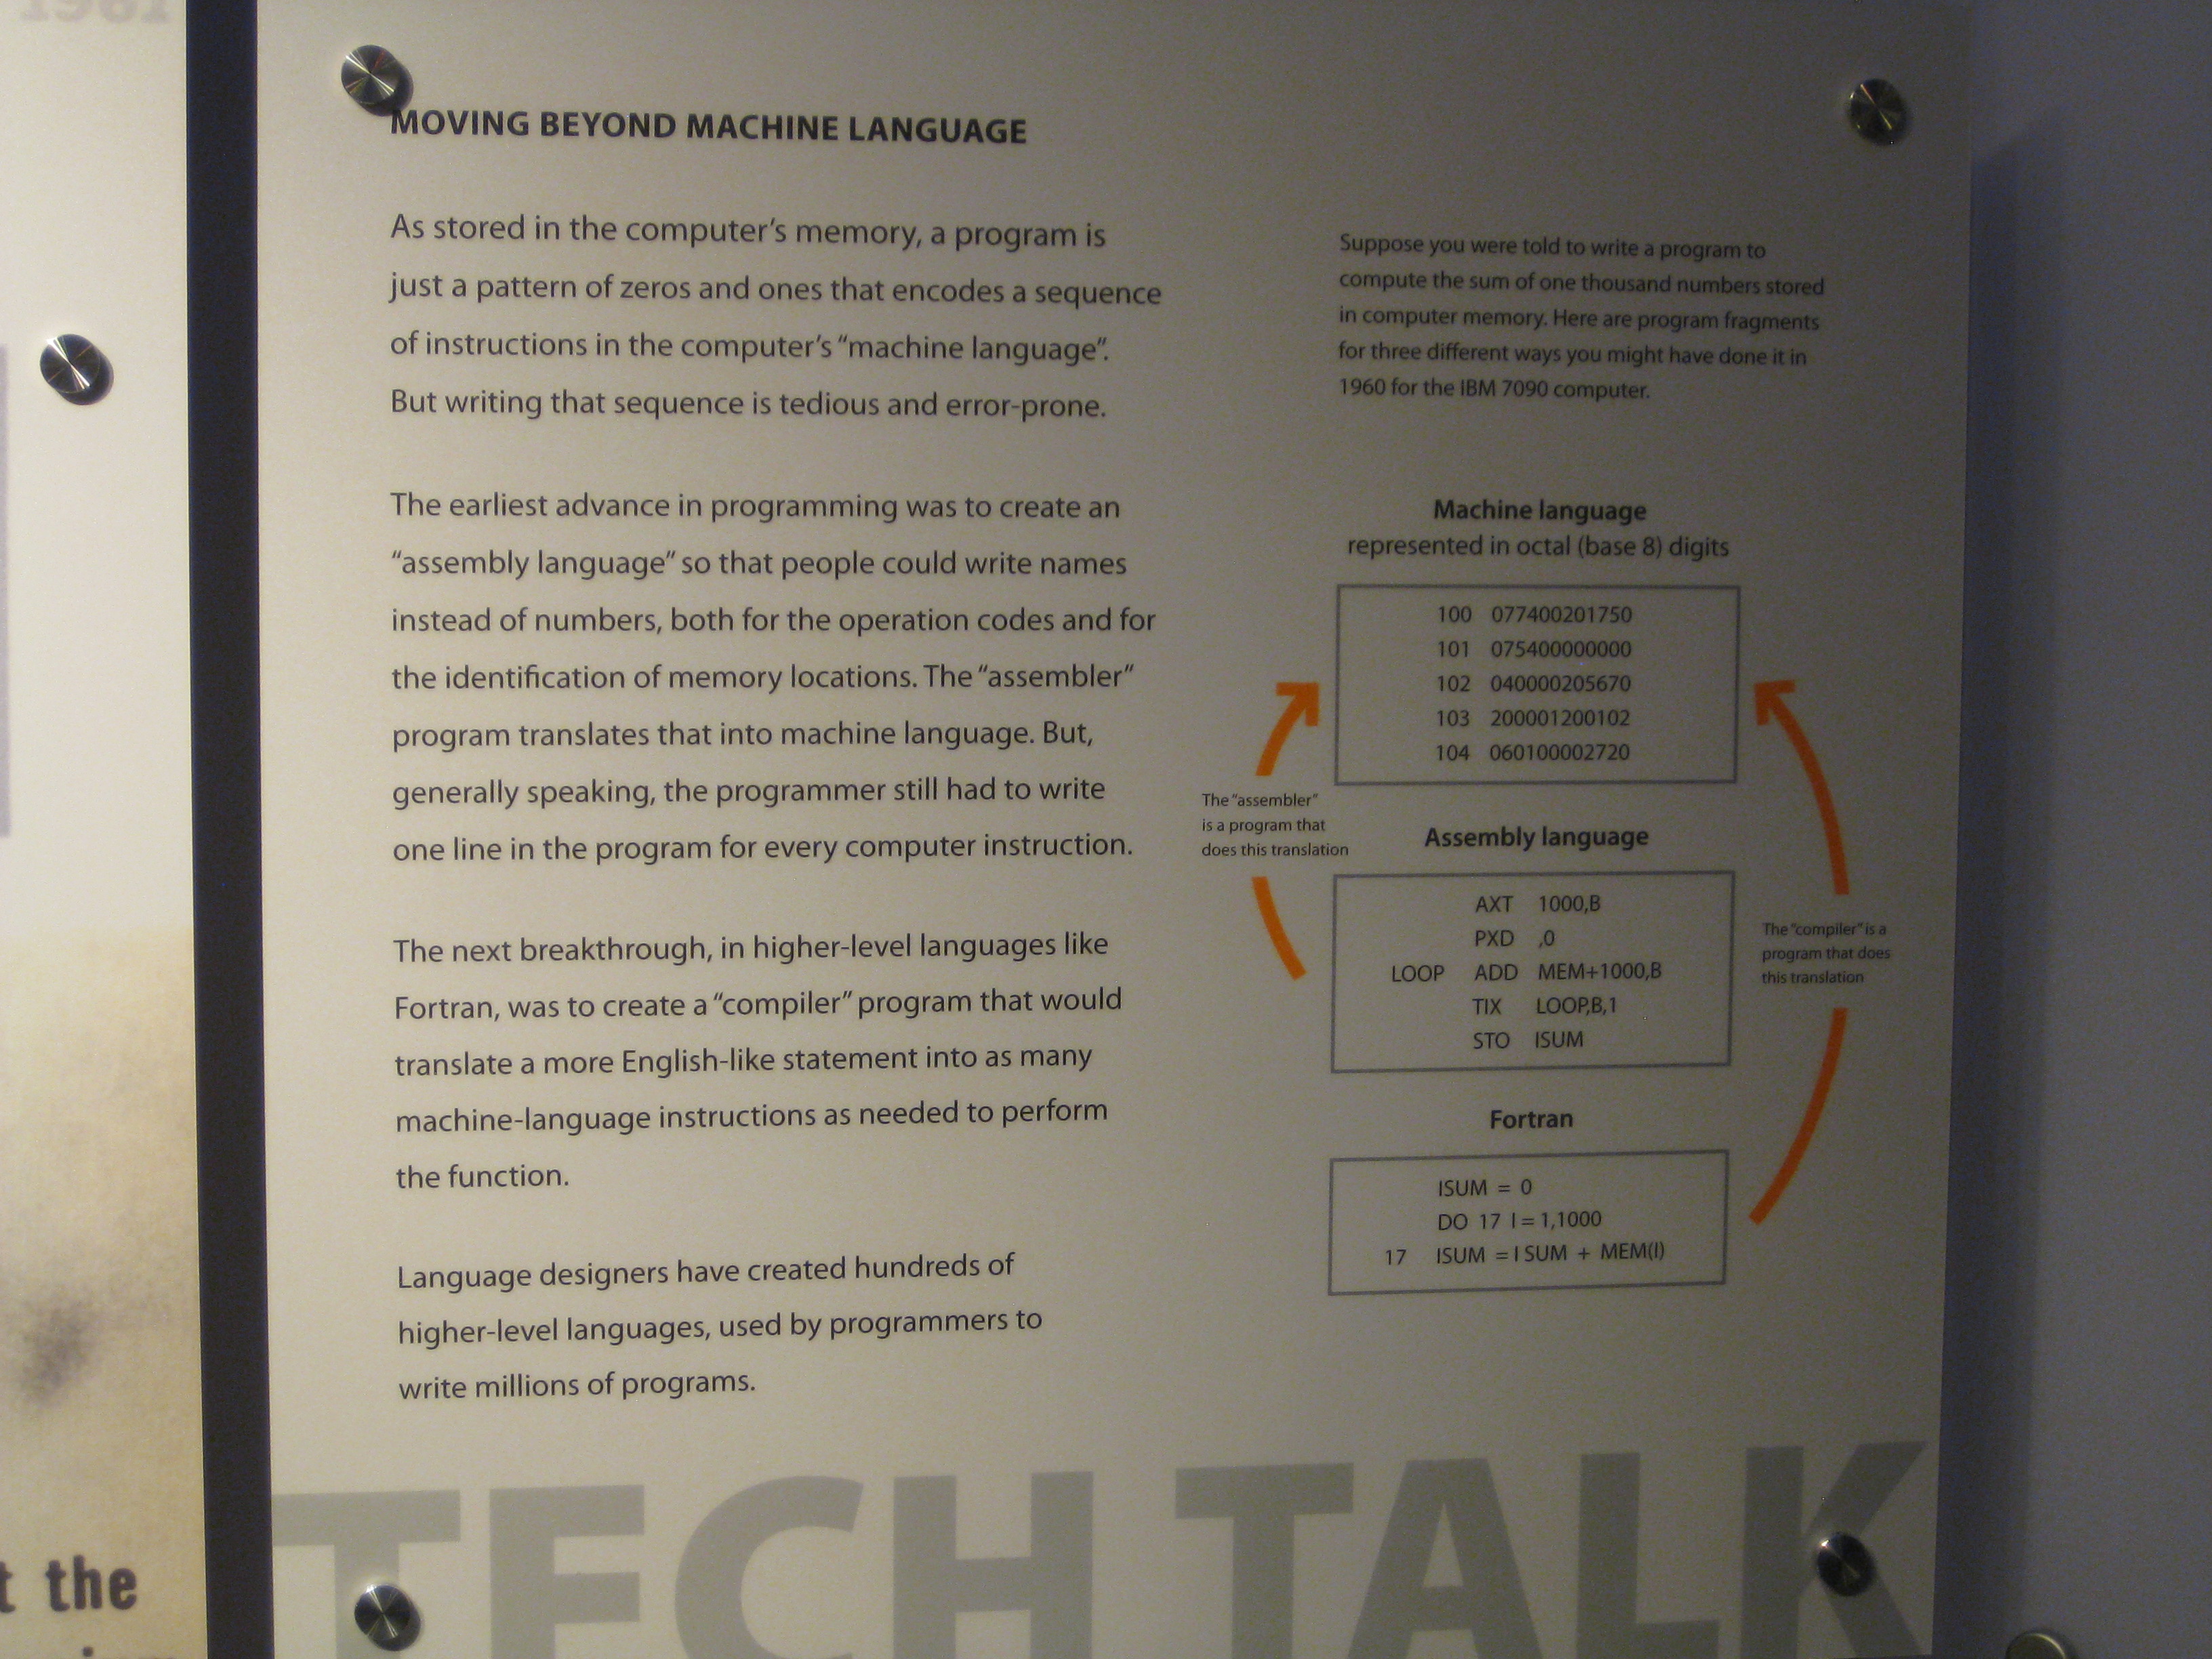 1961
MOVING BEYOND MACHINE LANGUAGE
As stored in the computer's memory, a program is
just a pattern of zeros and ones that encodes a sequence
of instructions in the computer's “machine language”.
But writing that sequence is tedious and error-prone.
The earliest advance in programming was to create an
“assembly language” so that people could write names
instead of numbers, both for the operation codes and for
the identification of memory locations. The “assembler”
program translates that into machine language. But,
generally speaking, the programmer still had to write
one line in the program for every computer instruction.
The next breakthrough, in higher-level languages like
Fortran, was to create a “compiler” program that would
translate a more English-like statement into as many
machine-language instructions as needed to perform
the function.
Language designers have created hundreds of
higher-level languages, used by programmers to
write millions of programs.
Suppose you were told to write a program to
compute the sum of one thousand numbers stored
in computer memory. Here are program fragments
for three different ways you might have done it in
1960 for the IBM 7090 computer.
Machine language
represented in octal (base 8) digits
100 077400201750
101 075400000000
102 040000205670
103 200001200102
104 060100002720
The “assembler”
is a program that
does this translation
Assembly language
AXT 1000,B
PXD ,0
LOOP ADD MEM+1000,B
TIX LOOP,B,1
STO ISUM
The “compiler” is a
program that does
this translation
Fortran
ISUM = 0
DO 17 I = 1,1000
17 ISUM = I SUM + MEM(I)
TECH TALK
t the